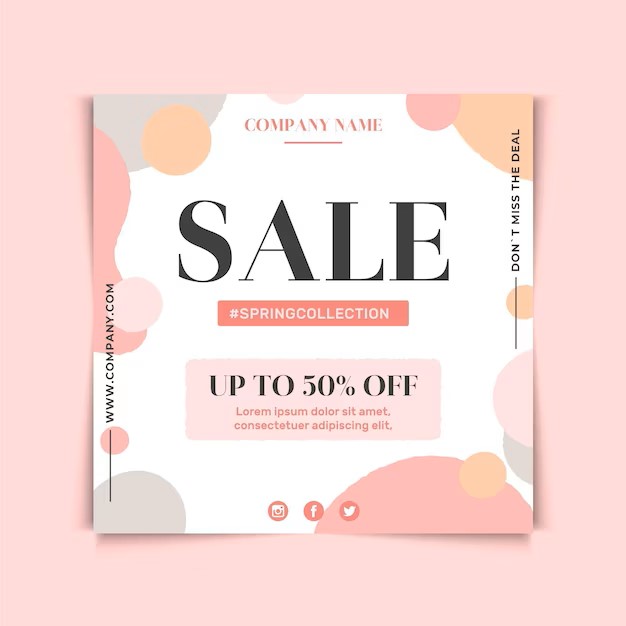 COMPANY NAME
SALE
#SPRINGCOLLECTION
UP TO 50% OFF
Lorem ipsum dolor sit amet,
consectetur adipiscing elit.
WWW.COMPANY.COM
DON`T MISS THE DEAL